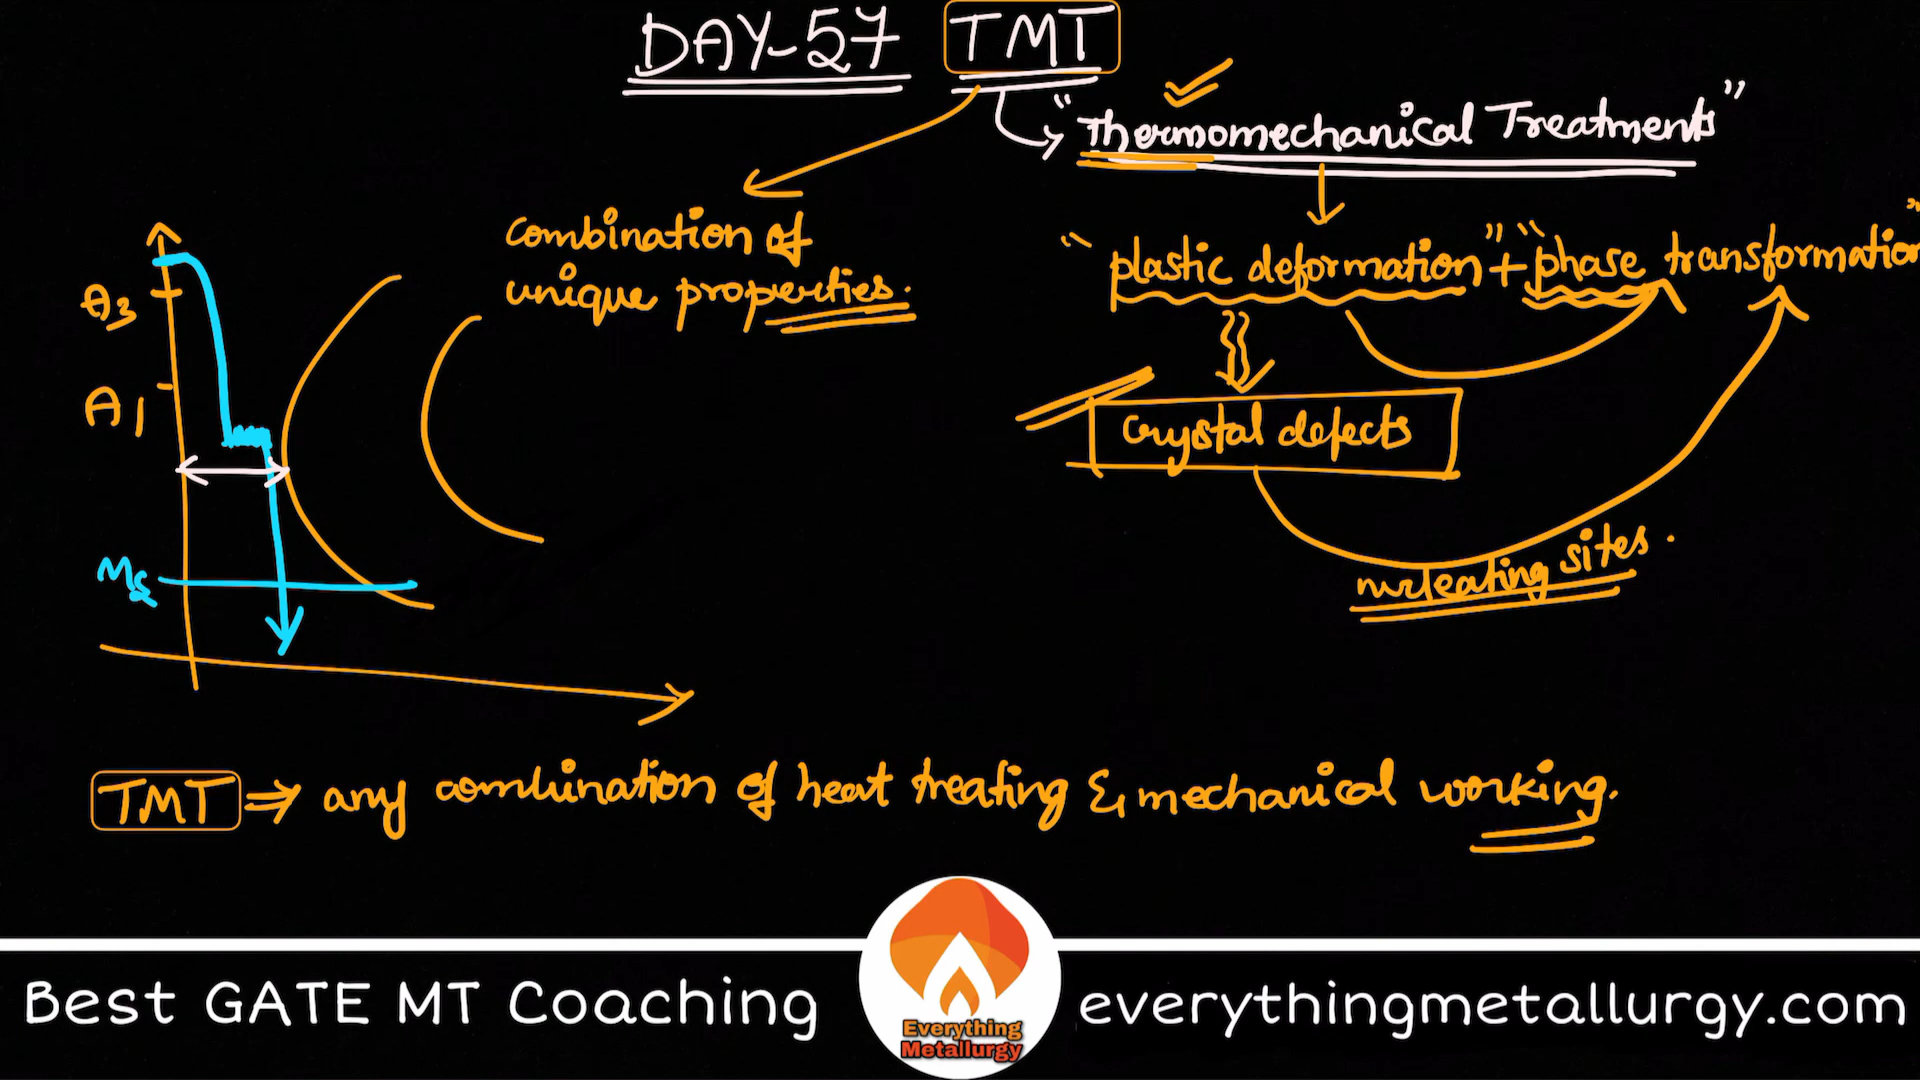 DAY-57 TMT
"Thermomechanical Treatments"
combination of
unique properties.
"plastic deformation" + "phase transformation"
A3
A1
crystal defects
nucleating sites.
Ms
TMT ⇒ any combination of heat treating & mechanical working.
Best GATE MT Coaching
everythingmetallurgy.com
Everything
Metallurgy